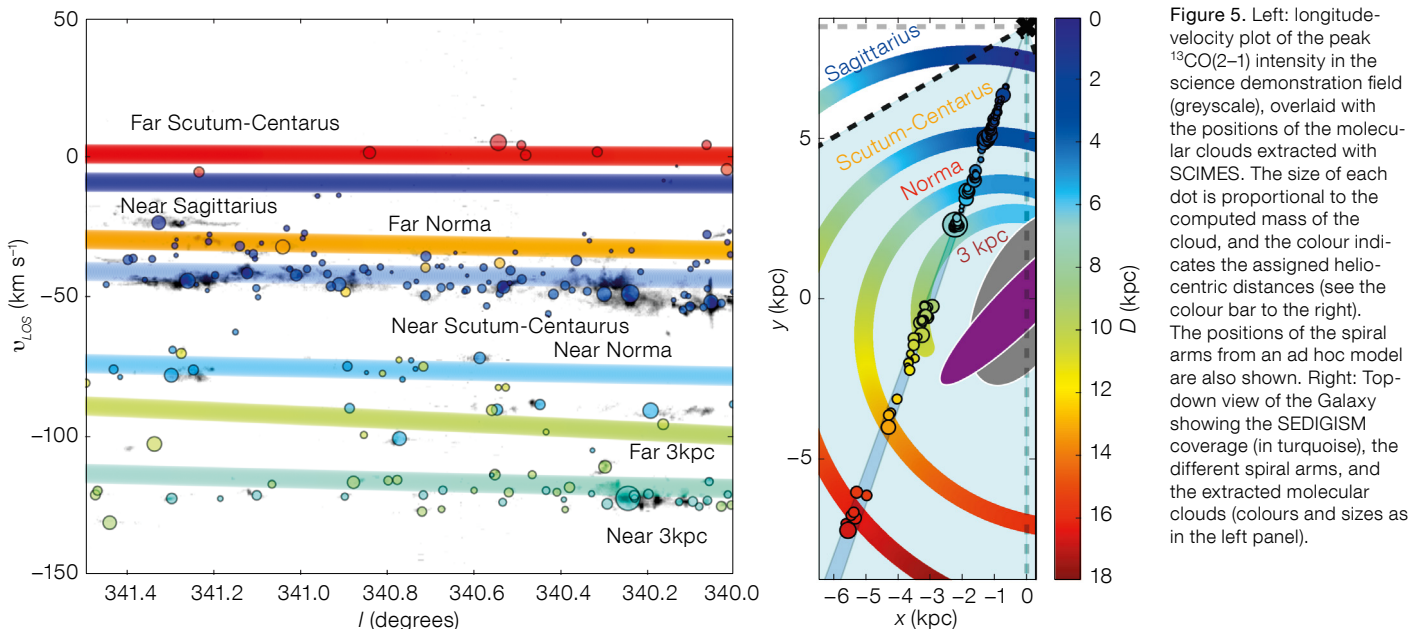 50
0
−50
−100
−150
υLOS (km s−1)
341.4
341.2
341.0
340.8
340.6
340.4
340.2
340.0
l (degrees)
Far Scutum-Centarus
Near Sagittarius
Far Norma
Near Scutum-Centaurus
Near Norma
Far 3kpc
Near 3kpc
Sagittarius
Scutum-Centarus
Norma
3 kpc
5
0
−5
y (kpc)
−6 −5 −4 −3 −2 −1 0
x (kpc)
0
2
4
6
8
10
12
14
16
18
D (kpc)
Figure 5. Left: longitude-
velocity plot of the peak
13CO(2–1) intensity in the
science demonstration field
(greyscale), overlaid with
the positions of the molecu-
lar clouds extracted with
SCIMES. The size of each
dot is proportional to the
computed mass of the
cloud, and the colour indi-
cates the assigned helio-
centric distances (see the
colour bar to the right).
The positions of the spiral
arms from an ad hoc model
are also shown. Right: Top-
down view of the Galaxy
showing the SEDIGISM
coverage (in turquoise), the
different spiral arms, and
the extracted molecular
clouds (colours and sizes as
in the left panel).